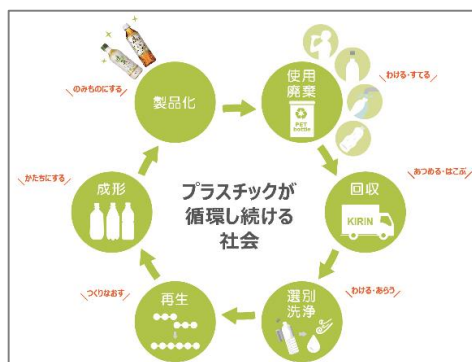 のみものにする
製品化
使用
廃棄
PET
bottle
わける・すてる
かたちにする
成形
プラスチックが
循環し続ける
社会
あつめる・はこぶ
回収
KIRIN
つくりなおす
再生
選別
洗浄
わける・あらう